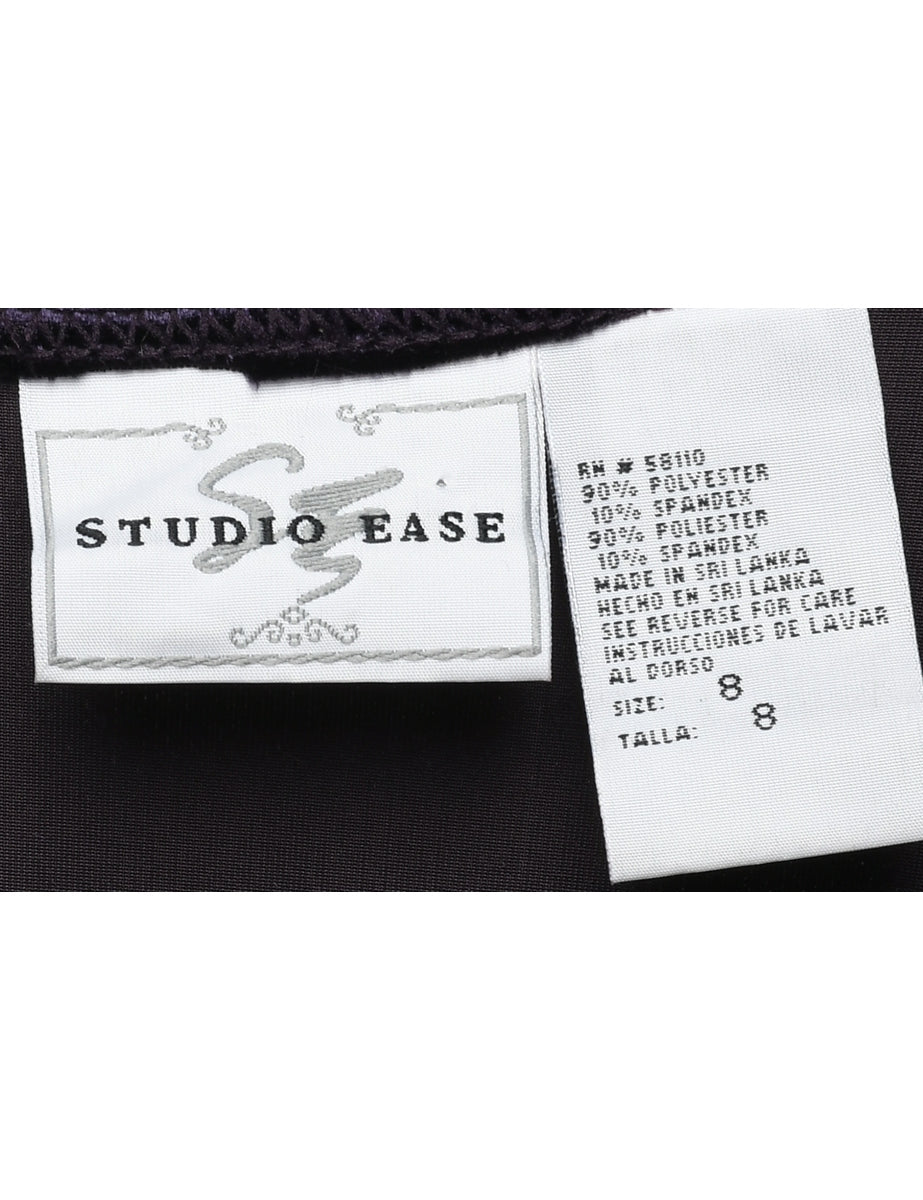 SE
STUDIO EASE
RN # 58110
90% POLYESTER
10% SPANDEX
90% POLIESTER
10% SPANDEX
MADE IN SRI LANKA
HECHO EN SRI LANKA
SEE REVERSE FOR CARE
INSTRUCCIONES DE LAVAR
AL DORSO
SIZE: 8
TALLA: 8